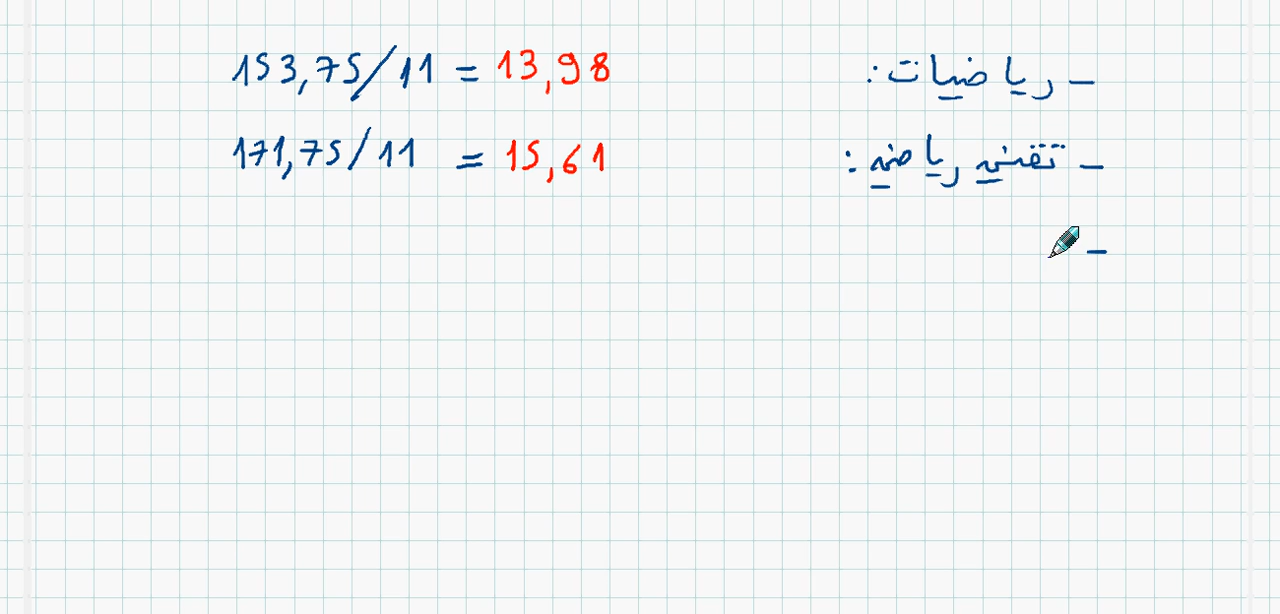 - رياضيات: 153,75/11 = 13,98
- تقني رياضي: 171,75/11 = 15,61
-